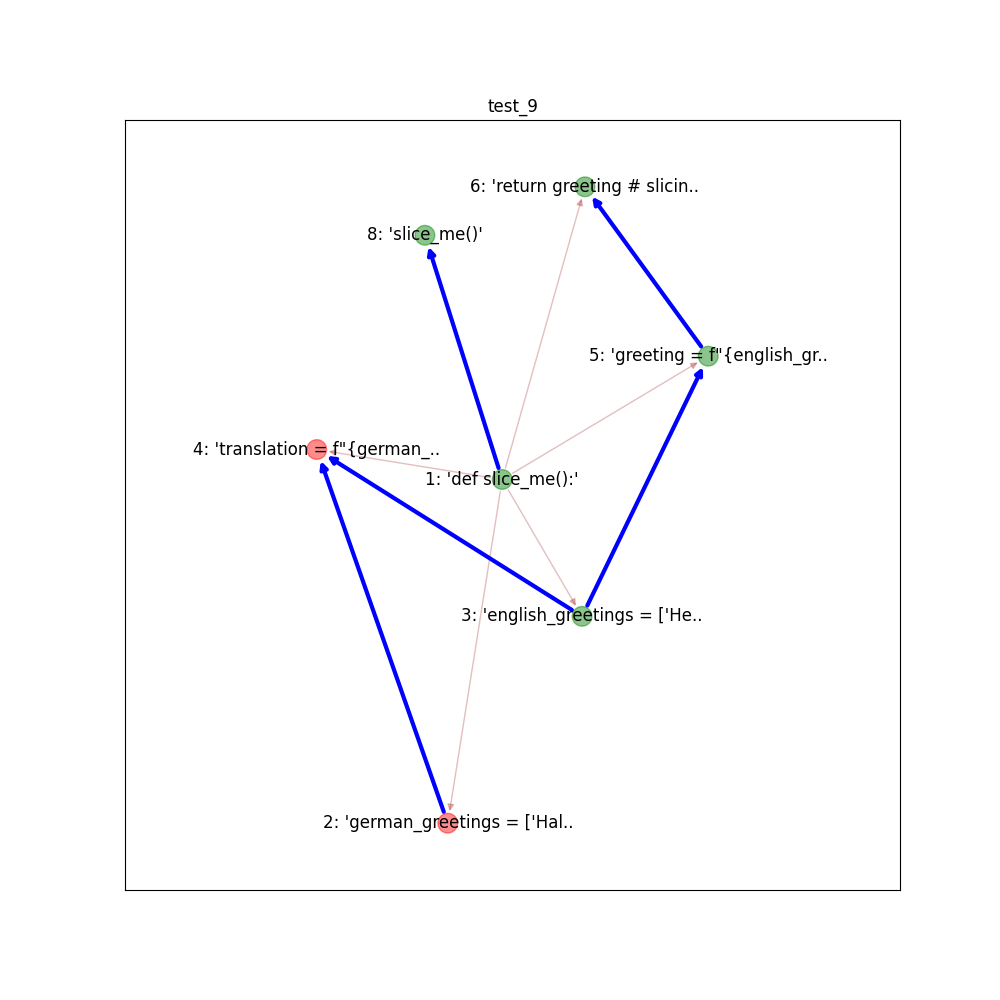 test_9
6: 'return greeting # slicin..
8: 'slice_me()'
5: 'greeting = f"{english_gr..
4: 'translation = f"{german_..
1: 'def slice_me():'
3: 'english_greetings = ['He..
2: 'german_greetings = ['Hal..